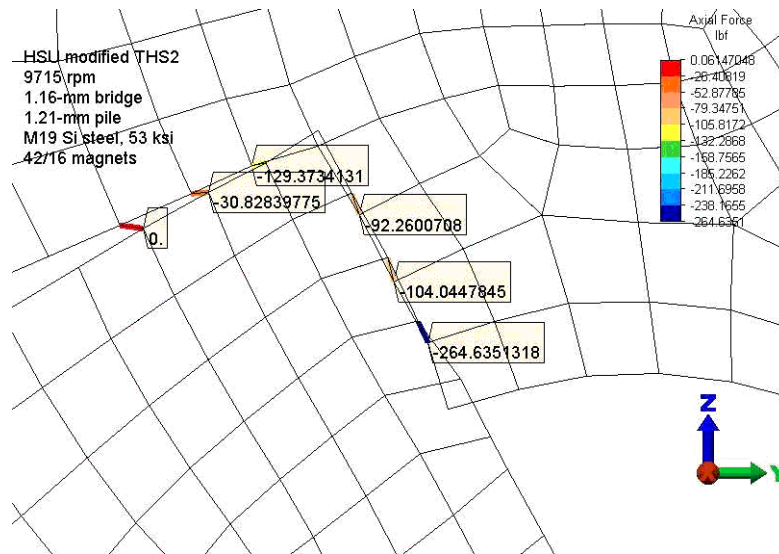 HSU modified THS2
9715 rpm
1.16-mm bridge
1.21-mm pile
M19 Si steel, 53 ksi
42/16 magnets
Axial Force
lbf
0.06147048
-26.40819
-52.87785
-79.34751
-105.8172
-132.2868
-158.7565
-185.2262
-211.6958
-238.1655
-264.6351
-129.3734131
-30.82839775
0.
-92.2600708
-104.0447845
-264.6351318
Z
Y